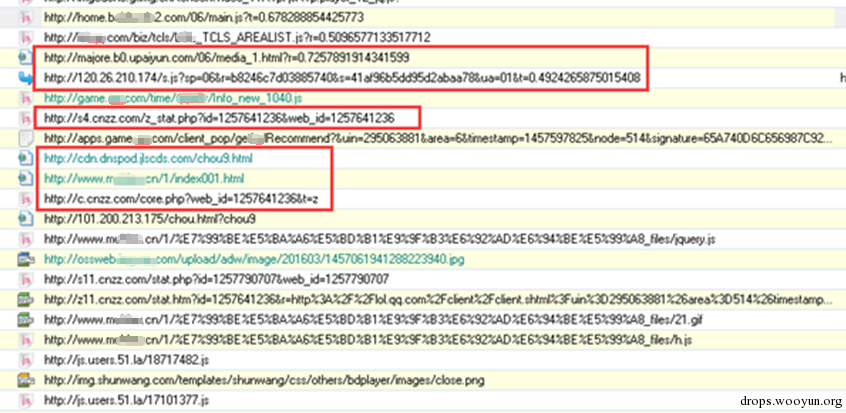 http://home.b 2.com/06/main.js?t=0.678288854425773
http:// .com/biz/tcls/ _TCLS_AREALIST.js?r=0.5096577133517712
http://majore.b0.upaiyun.com/06/media_1.html?r=0.7257891914341599
http://120.26.210.174/s.js?sp=06&r=b8246c7d03885740&s=41af96b5dd95d2abaa78&ua=01&t=0.4924265875015408
http://game. .com/time/ /Info_new_1040.js
http://s4.cnzz.com/z_stat.php?id=1257641236&web_id=1257641236
http://apps.game. .com/client_pop/ge Recommend?&uin=295063881&area=6&timestamp=1457597825&node=514&signature=65A740D6C656987C92...
http://cdn.dnspod.jlscds.com/chou9.html
http://www.m .cn/1/index001.html
http://c.cnzz.com/core.php?web_id=1257641236&t=z
http://101.200.213.175/chou.html?chou9
http://www.mu .cn/1/%E7%99%BE%E5%BA%A6%E5%BD%B1%E9%9F%B3%E6%92%AD%E6%94%BE%E5%99%A8_files/jquery.js
http://ossweb- .com/upload/adw/image/201603/1457061941288223940.jpg
http://s11.cnzz.com/stat.php?id=1257790707&web_id=1257790707
http://z11.cnzz.com/stat.htm?id=1257641236&r=http%3A%2F%2Flol.qq.com%2Fclient%2Fclient.shtml%3Fuin%3D295063881%26area%3D514%26timestamp...
http://www.mu .cn/1/%E7%99%BE%E5%BA%A6%E5%BD%B1%E9%9F%B3%E6%92%AD%E6%94%BE%E5%99%A8_files/21.gif
http://www.mu .cn/1/%E7%99%BE%E5%BA%A6%E5%BD%B1%E9%9F%B3%E6%92%AD%E6%94%BE%E5%99%A8_files/h.js
http://js.users.51.la/18717482.js
http://img.shunwang.com/templates/shunwang/css/others/bdplayer/images/close.png
http://js.users.51.la/17101377.js
drops.wooyun.org